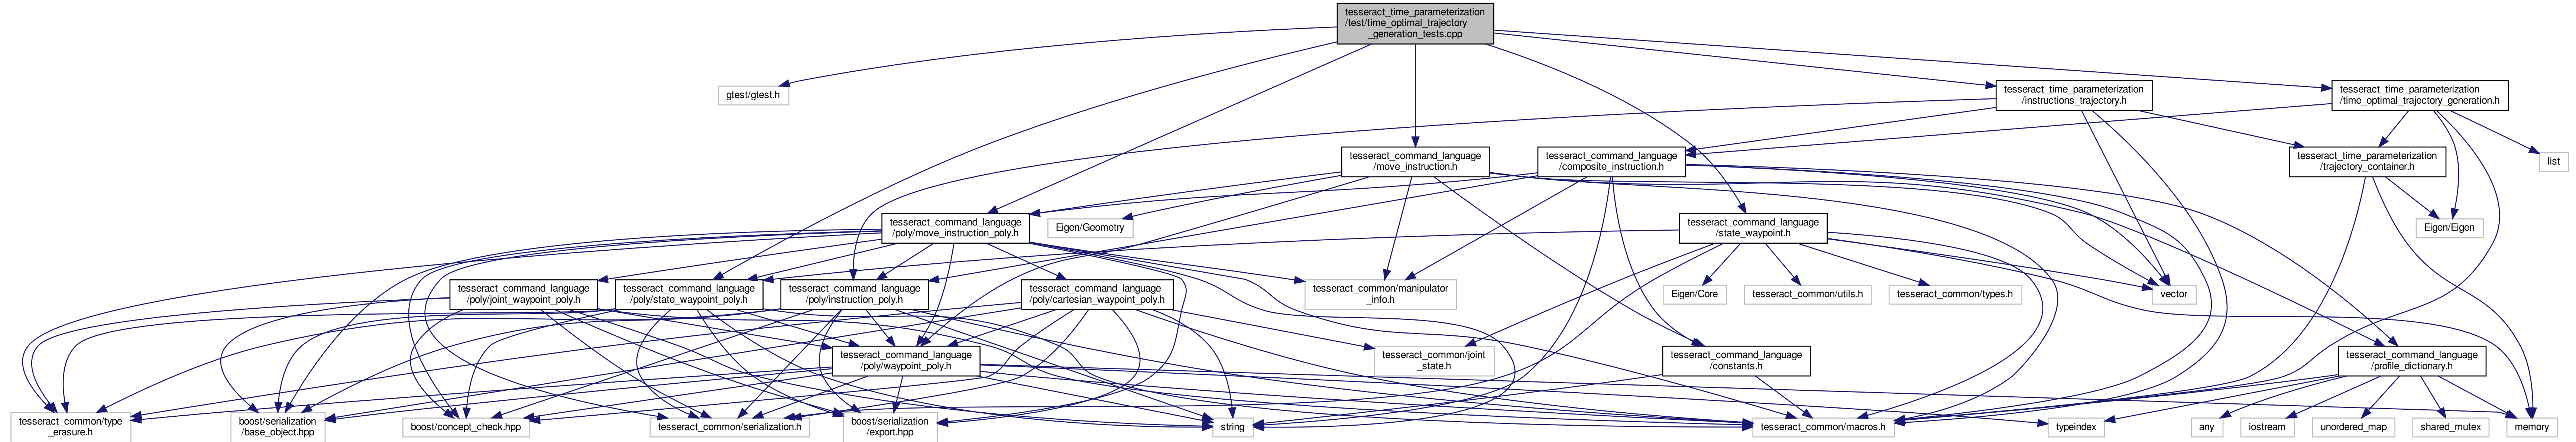 tesseract_time_parameterization
/test/time_optimal_trajectory
_generation_tests.cpp
gtest/gtest.h
tesseract_time_parameterization
/instructions_trajectory.h
tesseract_time_parameterization
/time_optimal_trajectory_generation.h
tesseract_command_language
/move_instruction.h
tesseract_command_language
/composite_instruction.h
tesseract_time_parameterization
/trajectory_container.h
list
tesseract_command_language
/poly/move_instruction_poly.h
Eigen/Geometry
tesseract_command_language
/state_waypoint.h
Eigen/Eigen
tesseract_command_language
/poly/joint_waypoint_poly.h
tesseract_command_language
/poly/state_waypoint_poly.h
tesseract_command_language
/poly/instruction_poly.h
tesseract_command_language
/poly/cartesian_waypoint_poly.h
tesseract_common/manipulator
_info.h
Eigen/Core
tesseract_common/utils.h
tesseract_common/types.h
vector
tesseract_command_language
/poly/waypoint_poly.h
tesseract_common/joint
_state.h
tesseract_command_language
/constants.h
tesseract_command_language
/profile_dictionary.h
tesseract_common/type
_erasure.h
boost/serialization
/base_object.hpp
boost/concept_check.hpp
tesseract_common/serialization.h
boost/serialization
/export.hpp
string
tesseract_common/macros.h
typeindex
any
iostream
unordered_map
shared_mutex
memory